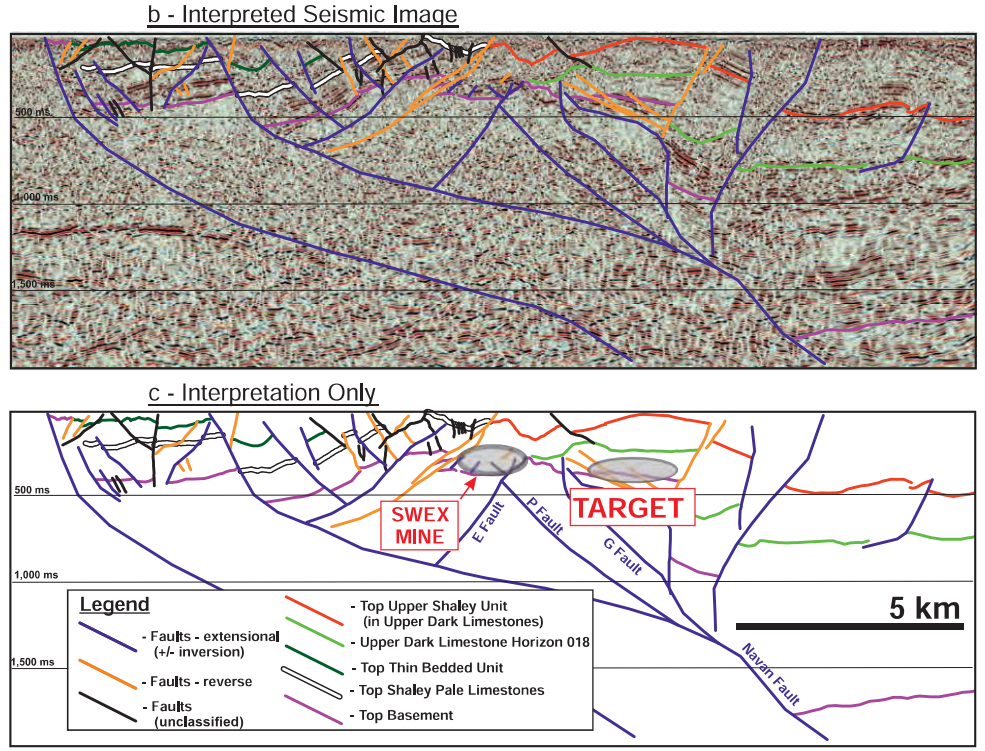 b - Interpreted Seismic Image
500 ms.
1,000 ms
1,500 ms
c - Interpretation Only
500 ms
SWEX
MINE
E Fault
P Fault
TARGET
G Fault
1,000 ms
Legend
- Faults - extensional
(+/- inversion)
- Faults - reverse
- Faults
(unclassified)
- Top Upper Shaley Unit
(in Upper Dark Limestones)
- Upper Dark Limestone Horizon 018
- Top Thin Bedded Unit
- Top Shaley Pale Limestones
- Top Basement
5 km
Navan Fault
1,500 ms